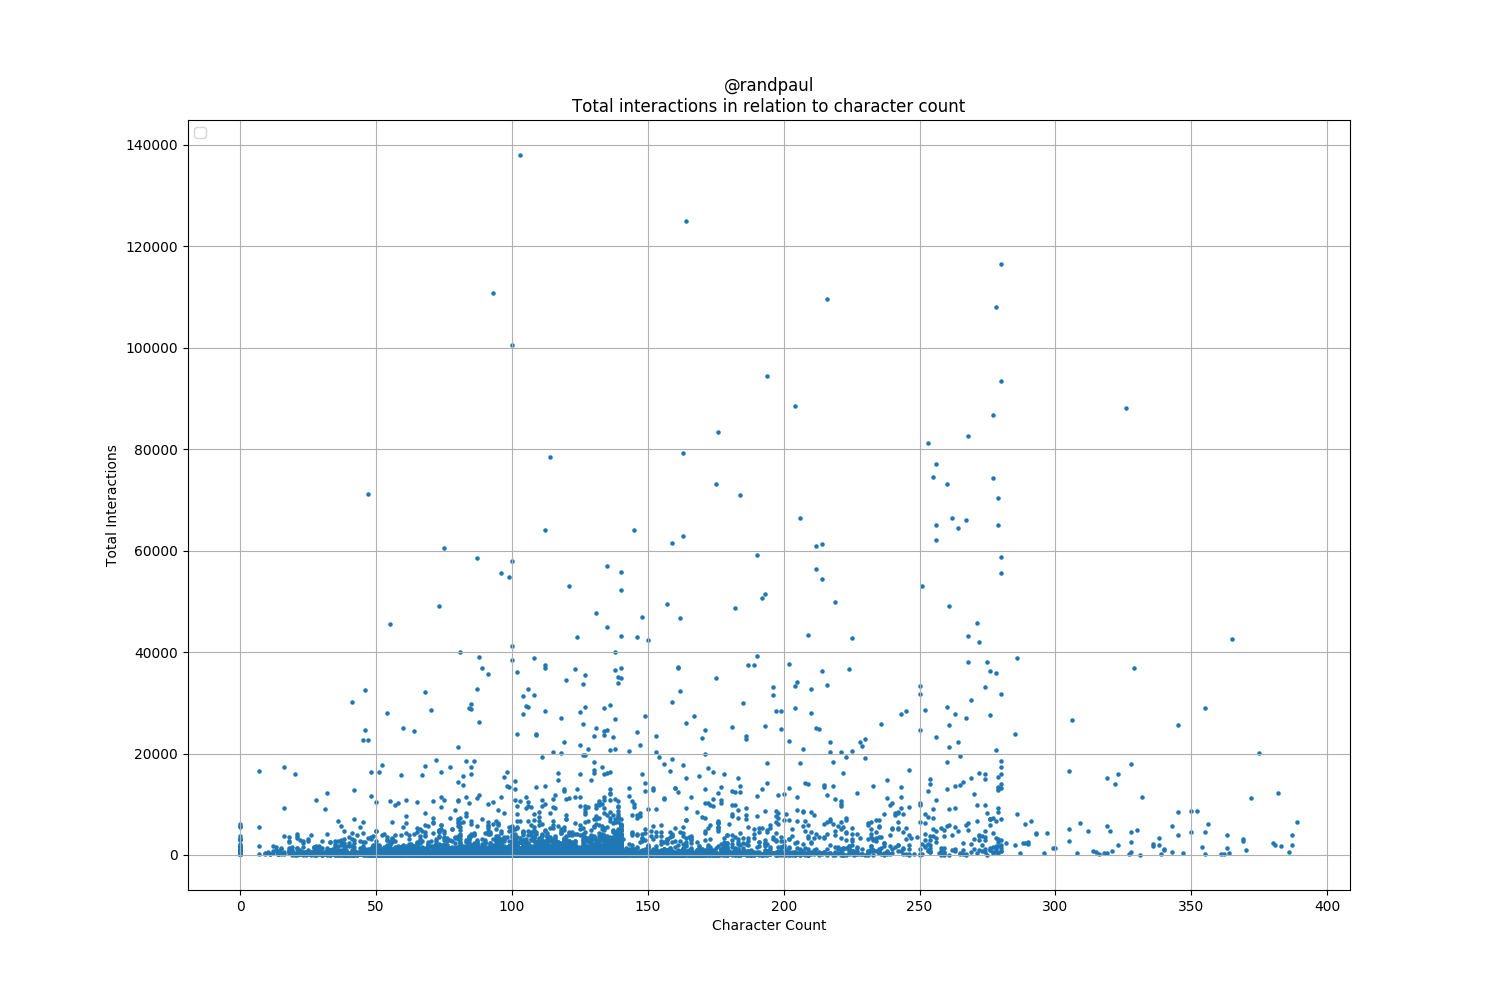 @randpaul
Total interactions in relation to character count
140000
120000
100000
80000
60000
40000
20000
0
Total Interactions
0 50 100 150 200 250 300 350 400
Character Count